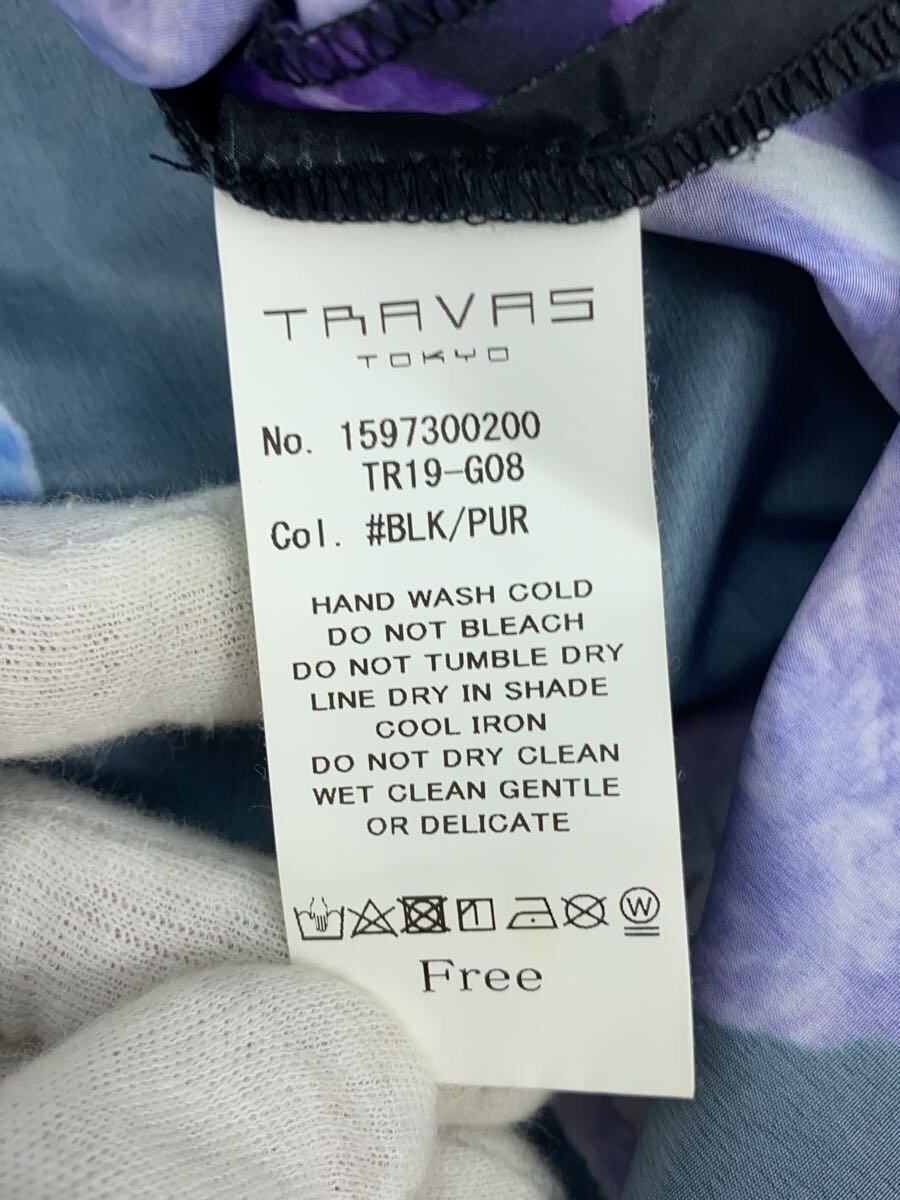 TRAVAS
TOKYO
No. 1597300200
TR19-G08
Col. #BLK/PUR
HAND WASH COLD
DO NOT BLEACH
DO NOT TUMBLE DRY
LINE DRY IN SHADE
COOL IRON
DO NOT DRY CLEAN
WET CLEAN GENTLE
OR DELICATE
W
Free